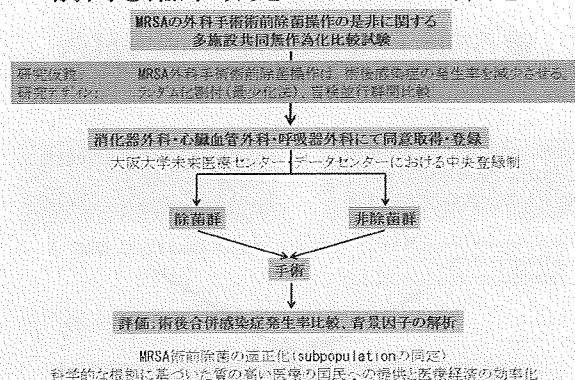 MRSAの外科手術術前除菌操作の是非に関する
多施設共同無作為化比較試験
研究仮説: MRSA外科手術術前除菌操作は、術後感染症の発生率を減少させる。
研究デザイン: ランダム化割付(最少化法)、盲検並行群間比較
消化器外科・心臓血管外科・呼吸器外科にて同意取得・登録
大阪大学未来医療センター・データセンターにおける中央登録制
除菌群 非除菌群
手術
評価:術後合併感染症発生率比較、背景因子の解析
MRSA術前除菌の適正化(subpopulationの同定)
科学的な根拠に基づいた質の高い医療の国民への提供と医療経済の効率化